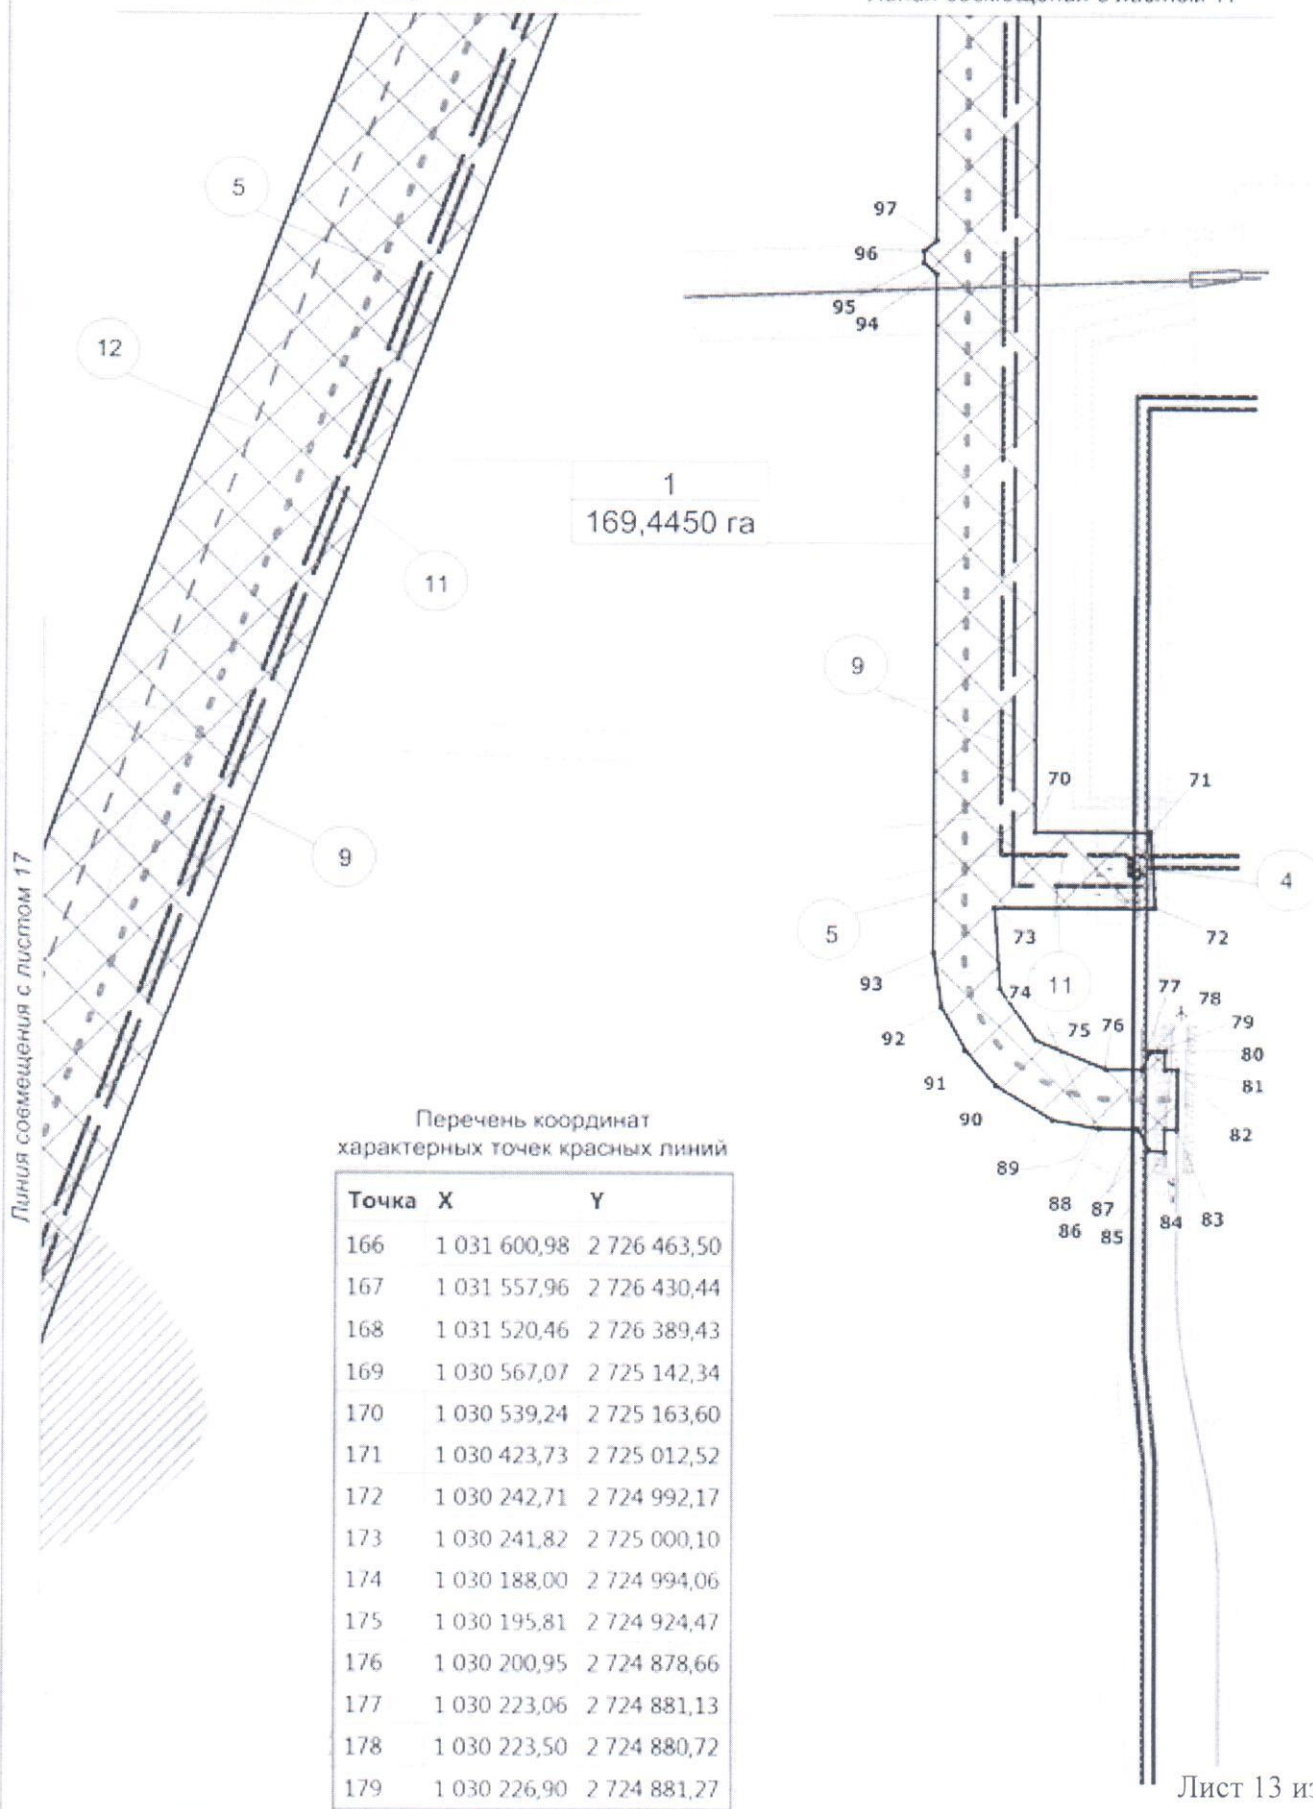 97
5
96
95
94
12
1
169,4450 га
11
9
70
71
9
4
5
73
72
93
11
74
77
78
92
75
76
79
80
91
81
90
82
89
88
87
84
83
86
85
Линия совмещения с листом 17
Перечень координат
характерных точек красных линий
Точка X Y
166 1 031 600,98 2 726 463,50
167 1 031 557,96 2 726 430,44
168 1 031 520,46 2 726 389,43
169 1 030 567,07 2 725 142,34
170 1 030 539,24 2 725 163,60
171 1 030 423,73 2 725 012,52
172 1 030 242,71 2 724 992,17
173 1 030 241,82 2 725 000,10
174 1 030 188,00 2 724 994,06
175 1 030 195,81 2 724 924,47
176 1 030 200,95 2 724 878,66
177 1 030 223,06 2 724 881,13
178 1 030 223,50 2 724 880,72
179 1 030 226,90 2 724 881,27
Лист 13 из